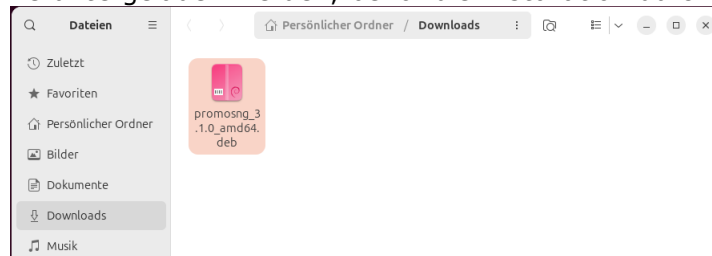 Dateien
Persönlicher Ordner / Downloads
Zuletzt
Favoriten
Persönlicher Ordner
Bilder
Dokumente
Downloads
Musik
promosng_3
.1.0_amd64.
deb